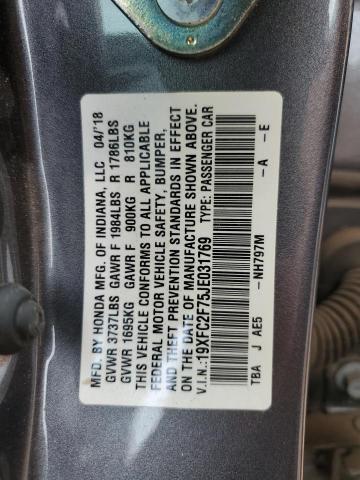 MFD. BY HONDA MFG. OF INDIANA, LLC 04/'18
GVWR 3737LBS GAWR F 1984LBS R 1786LBS
GVWR 1695KG GAWR F 900KG R 810KG
THIS VEHICLE CONFORMS TO ALL APPLICABLE
FEDERAL MOTOR VEHICLE SAFETY, BUMPER,
AND THEFT PREVENTION STANDARDS IN EFFECT
ON THE DATE OF MANUFACTURE SHOWN ABOVE.
V.I.N.:19XFC2F75JE031769 TYPE: PASSENGER CAR
TBA J AE5 -NH797M -A -E